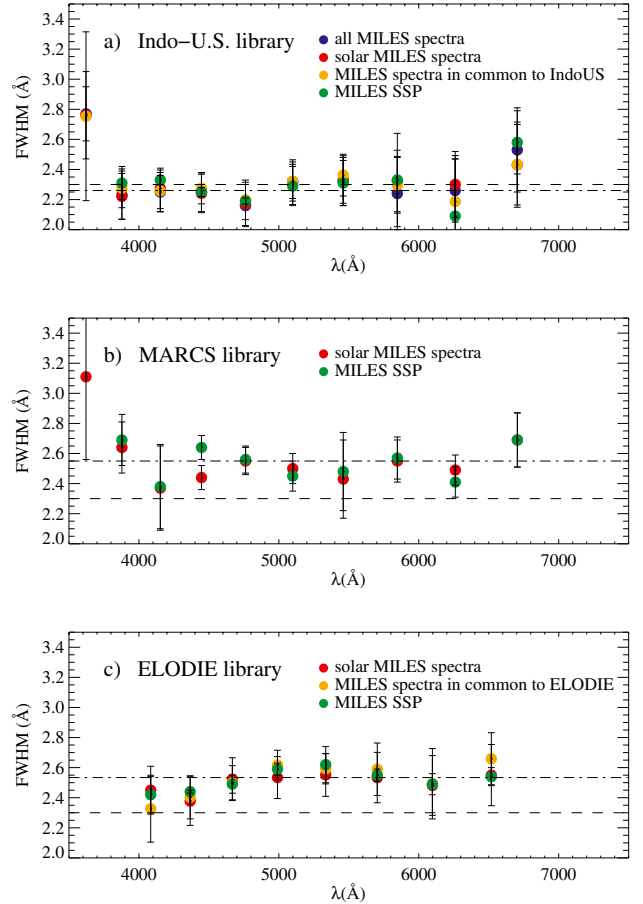 a) Indo-U.S. library
all MILES spectra
solar MILES spectra
MILES spectra in common to IndoUS
MILES SSP
FWHM (Å)
3.4
3.2
3.0
2.8
2.6
2.4
2.2
2.0
4000 5000 6000 7000
λ(Å)
b) MARCS library
solar MILES spectra
MILES SSP
FWHM (Å)
3.4
3.2
3.0
2.8
2.6
2.4
2.2
2.0
4000 5000 6000 7000
λ(Å)
c) ELODIE library
solar MILES spectra
MILES spectra in common to ELODIE
MILES SSP
FWHM (Å)
3.4
3.2
3.0
2.8
2.6
2.4
2.2
2.0
4000 5000 6000 7000
λ(Å)